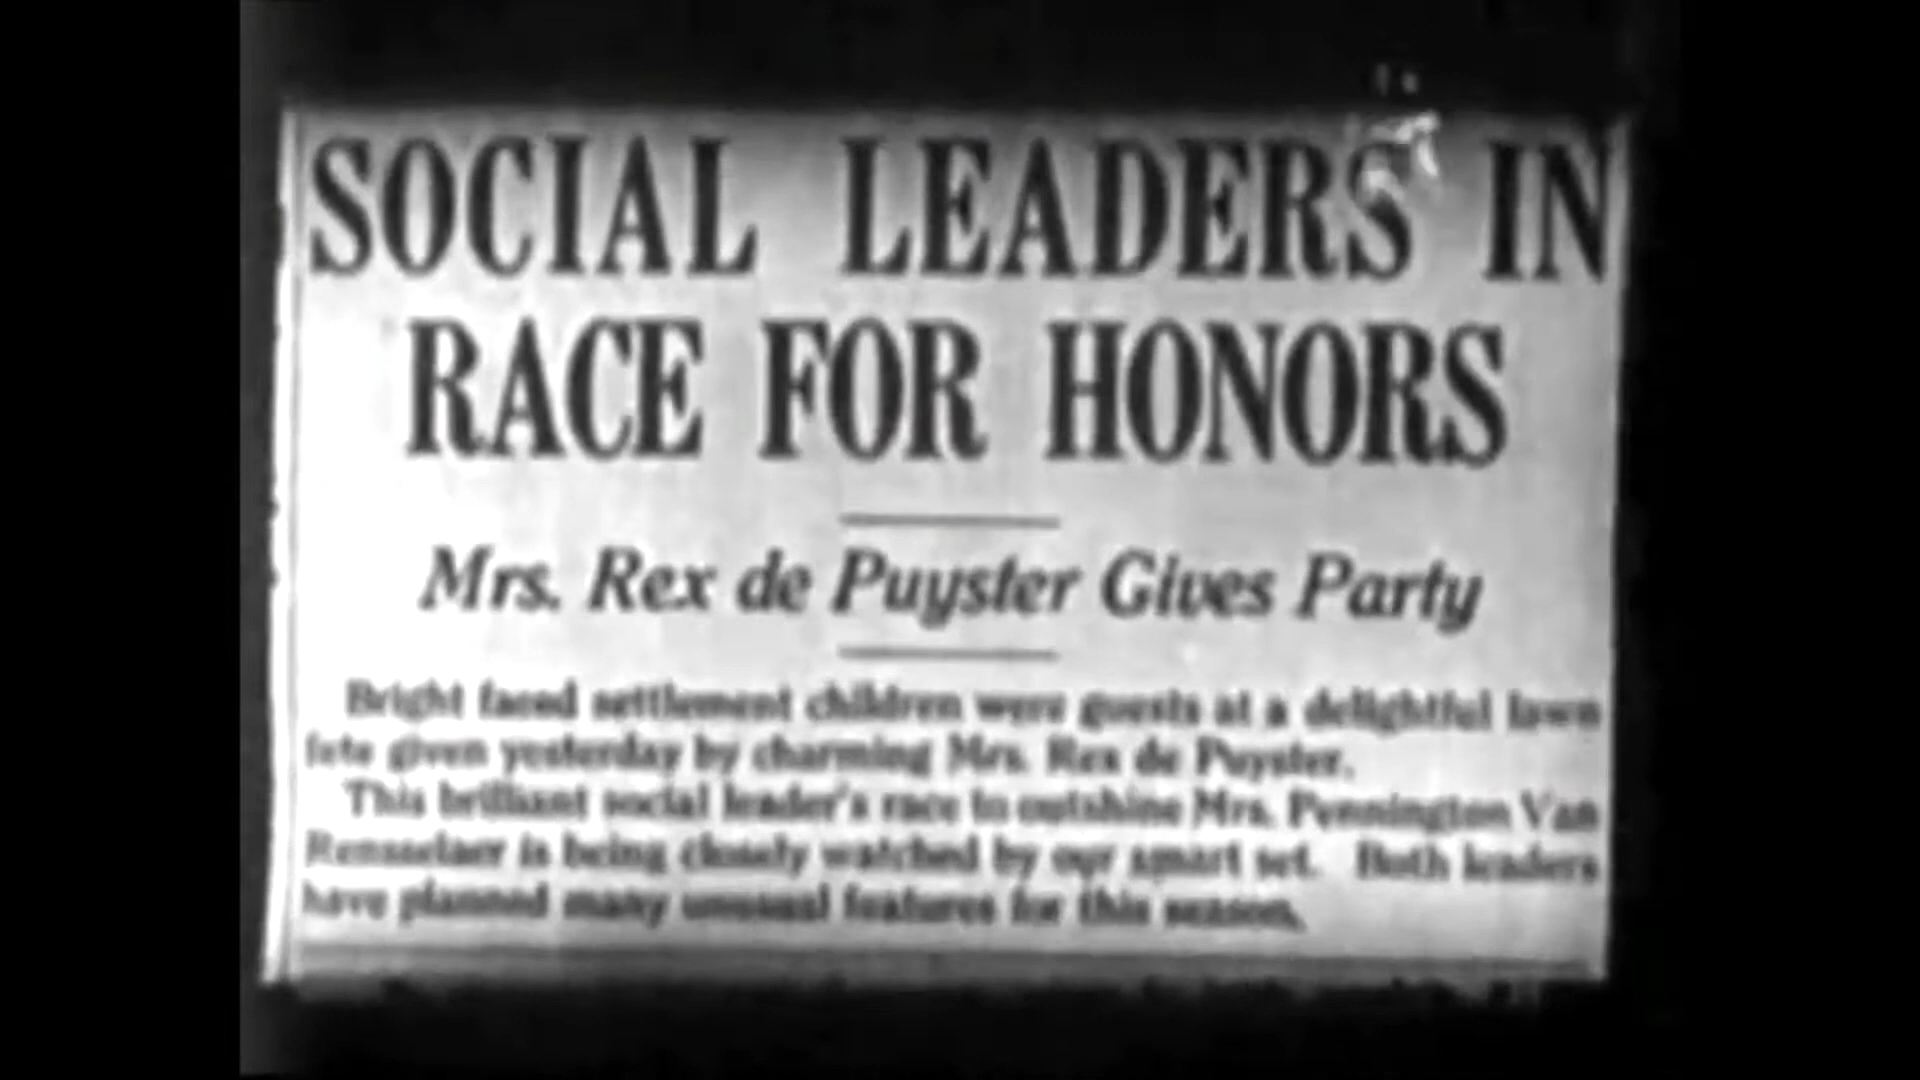 SOCIAL LEADERS IN
RACE FOR HONORS
Mrs. Rex de Puyster Gives Party
Bright faced settlement children were guests at a delightful lawn
fete given yesterday by charming Mrs. Rex de Puyster.
This brilliant social leader's race to outshine Mrs. Pennington Van
Rensselaer is being closely watched by our smart set. Both leaders
have planned many unusual features for this season.